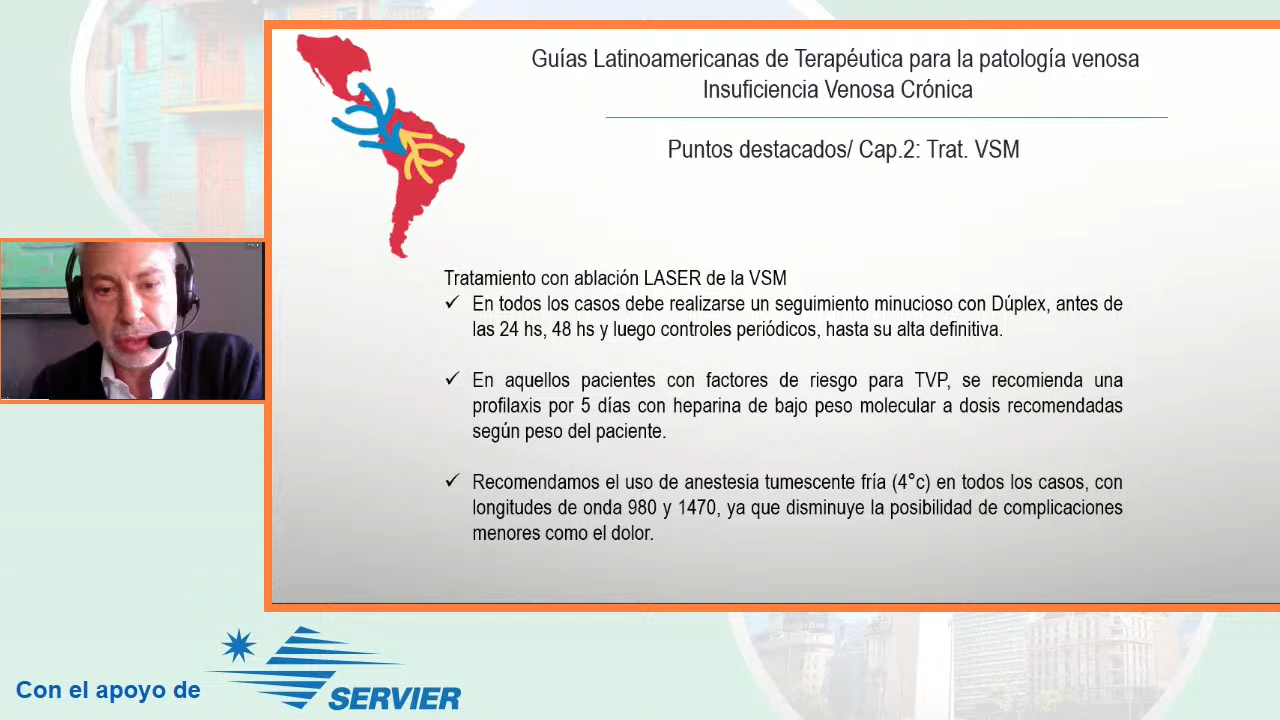 Guías Latinoamericanas de Terapéutica para la patología venosa
Insuficiencia Venosa Crónica
Puntos destacados/ Cap.2: Trat. VSM
Tratamiento con ablación LASER de la VSM
En todos los casos debe realizarse un seguimiento minucioso con Dúplex, antes de
las 24 hs, 48 hs y luego controles periódicos, hasta su alta definitiva.
En aquellos pacientes con factores de riesgo para TVP, se recomienda una
profilaxis por 5 días con heparina de bajo peso molecular a dosis recomendadas
según peso del paciente.
Recomendamos el uso de anestesia tumescente fría (4°c) en todos los casos, con
longitudes de onda 980 y 1470, ya que disminuye la posibilidad de complicaciones
menores como el dolor.
Con el apoyo de
SERVIER